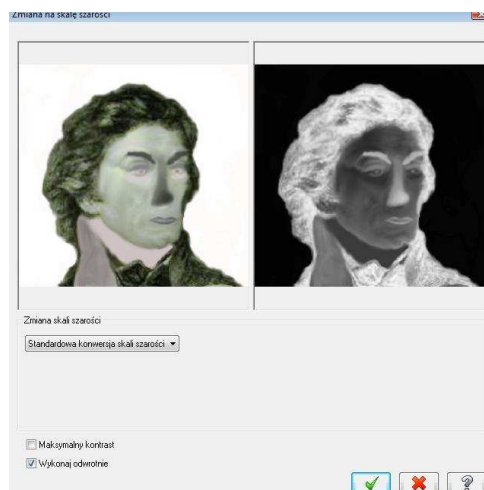 Zmiana na skalę szarości
Zmiana skali szarości
Standardowa konwersja skali szarości
Maksymalny kontrast
Wykonaj odwrotnie
?